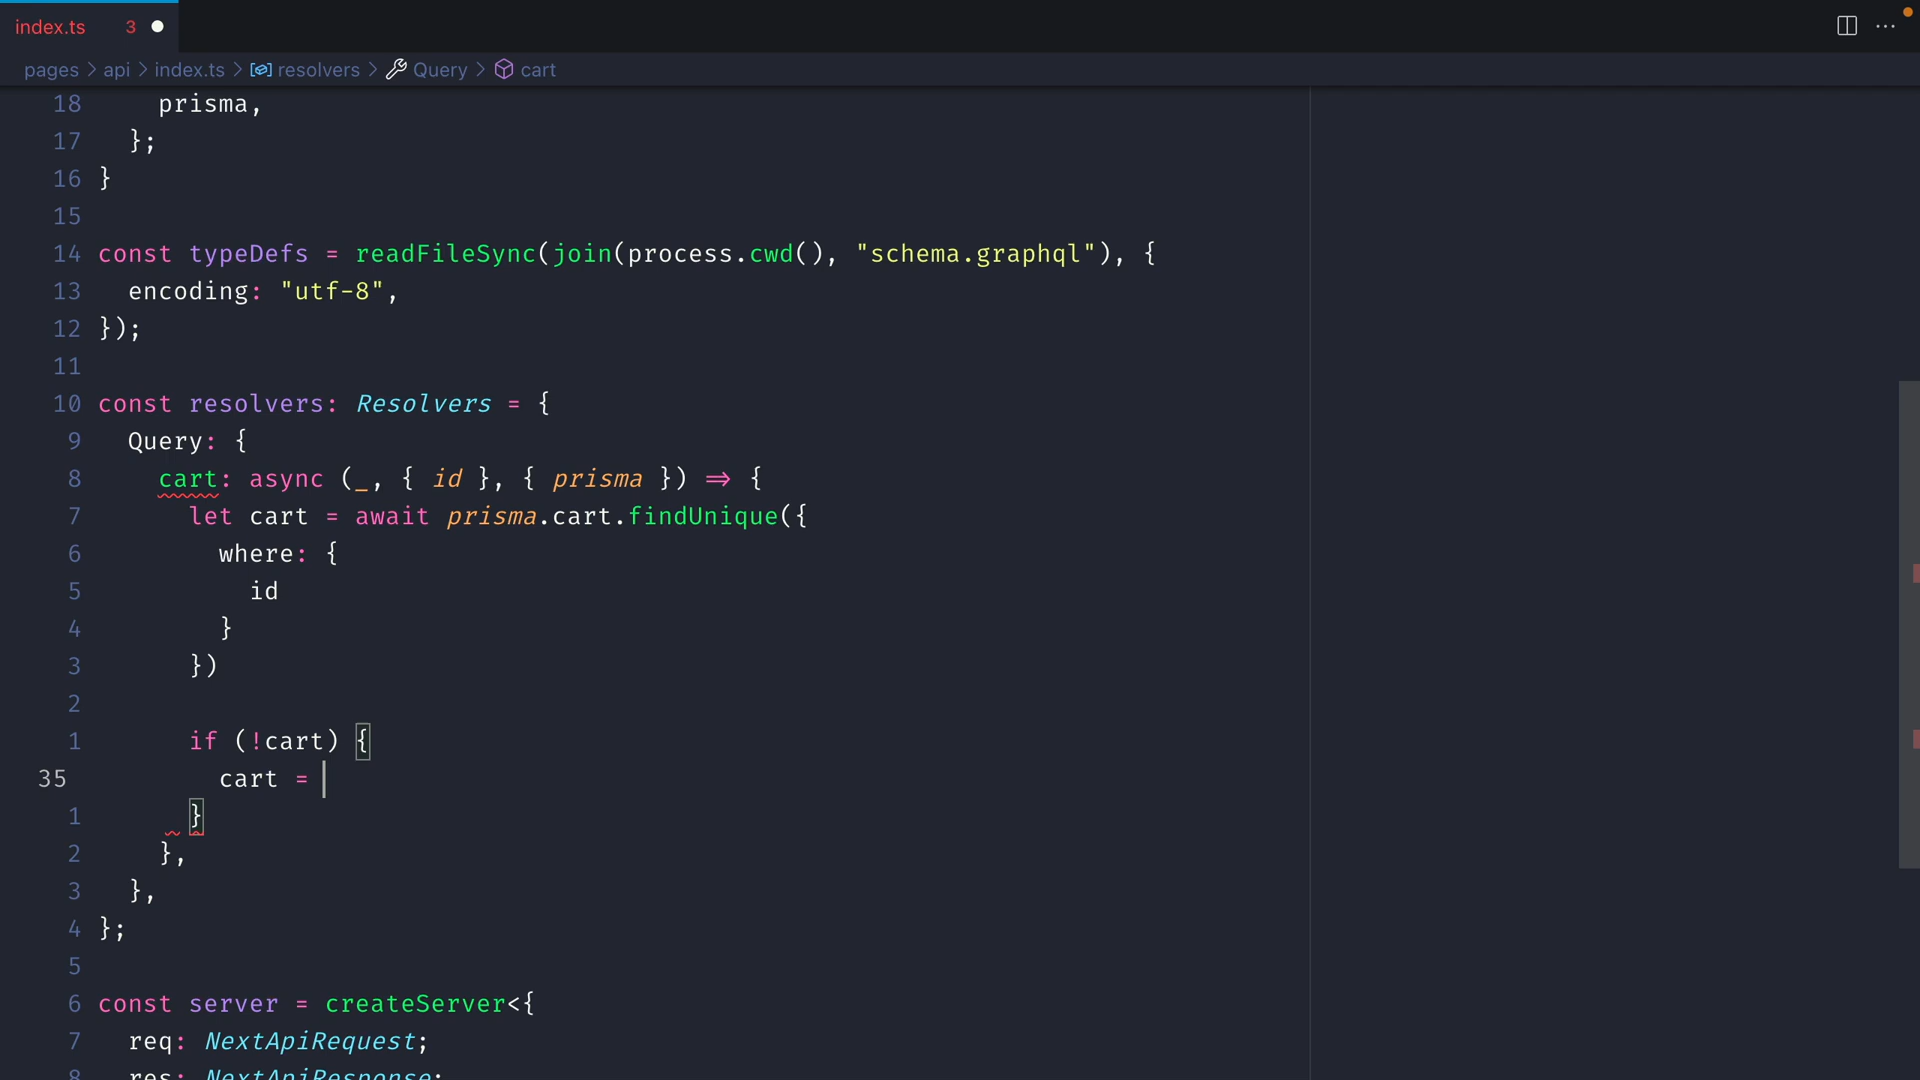 index.ts 3
pages > api > index.ts > resolvers > Query > cart
18 prisma,
17 };
16 }
15
14 const typeDefs = readFileSync(join(process.cwd(), "schema.graphql"), {
13 encoding: "utf-8",
12 });
11
10 const resolvers: Resolvers = {
9 Query: {
8 cart: async (_, { id }, { prisma }) => {
7 let cart = await prisma.cart.findUnique({
6 where: {
5 id
4 }
3 })
2
1 if (!cart) {
35 cart =
1 }
2 },
3 },
4 };
5
6 const server = createServer<{
7 req: NextApiRequest;
8 res: NextApiResponse;